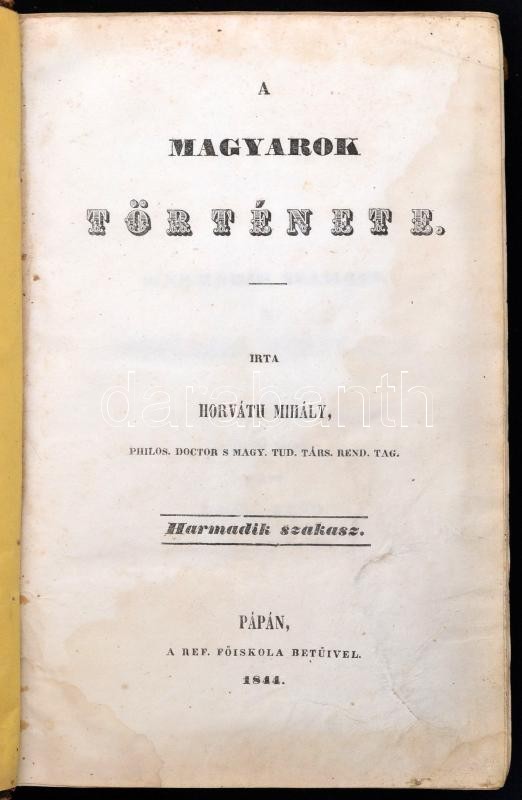 A
MAGYAROK
TÖRTÉNETE.
IRTA
HORVÁTH MIHÁLY,
darabanth
PHILOS. DOCTOR S MAGY. TUD. TÁRS. REND. TAG.
Harmadik szakasz.
PÁPÁN,
A REF. FŐISKOLA BETŰIVEL.
1844.